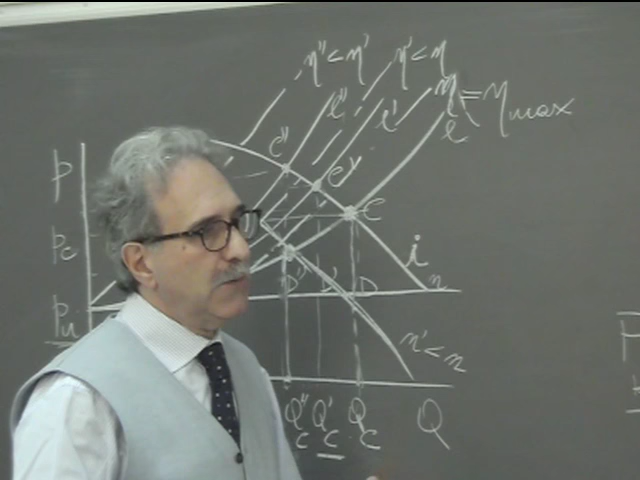 η'' < η'
η' < η
η = ηmax
e''
e'
e
c''
c'
c
P
Pc
Pu
i
n
D''
D'
D
n' < n
Q''c
Q'c
Qc
Q
P